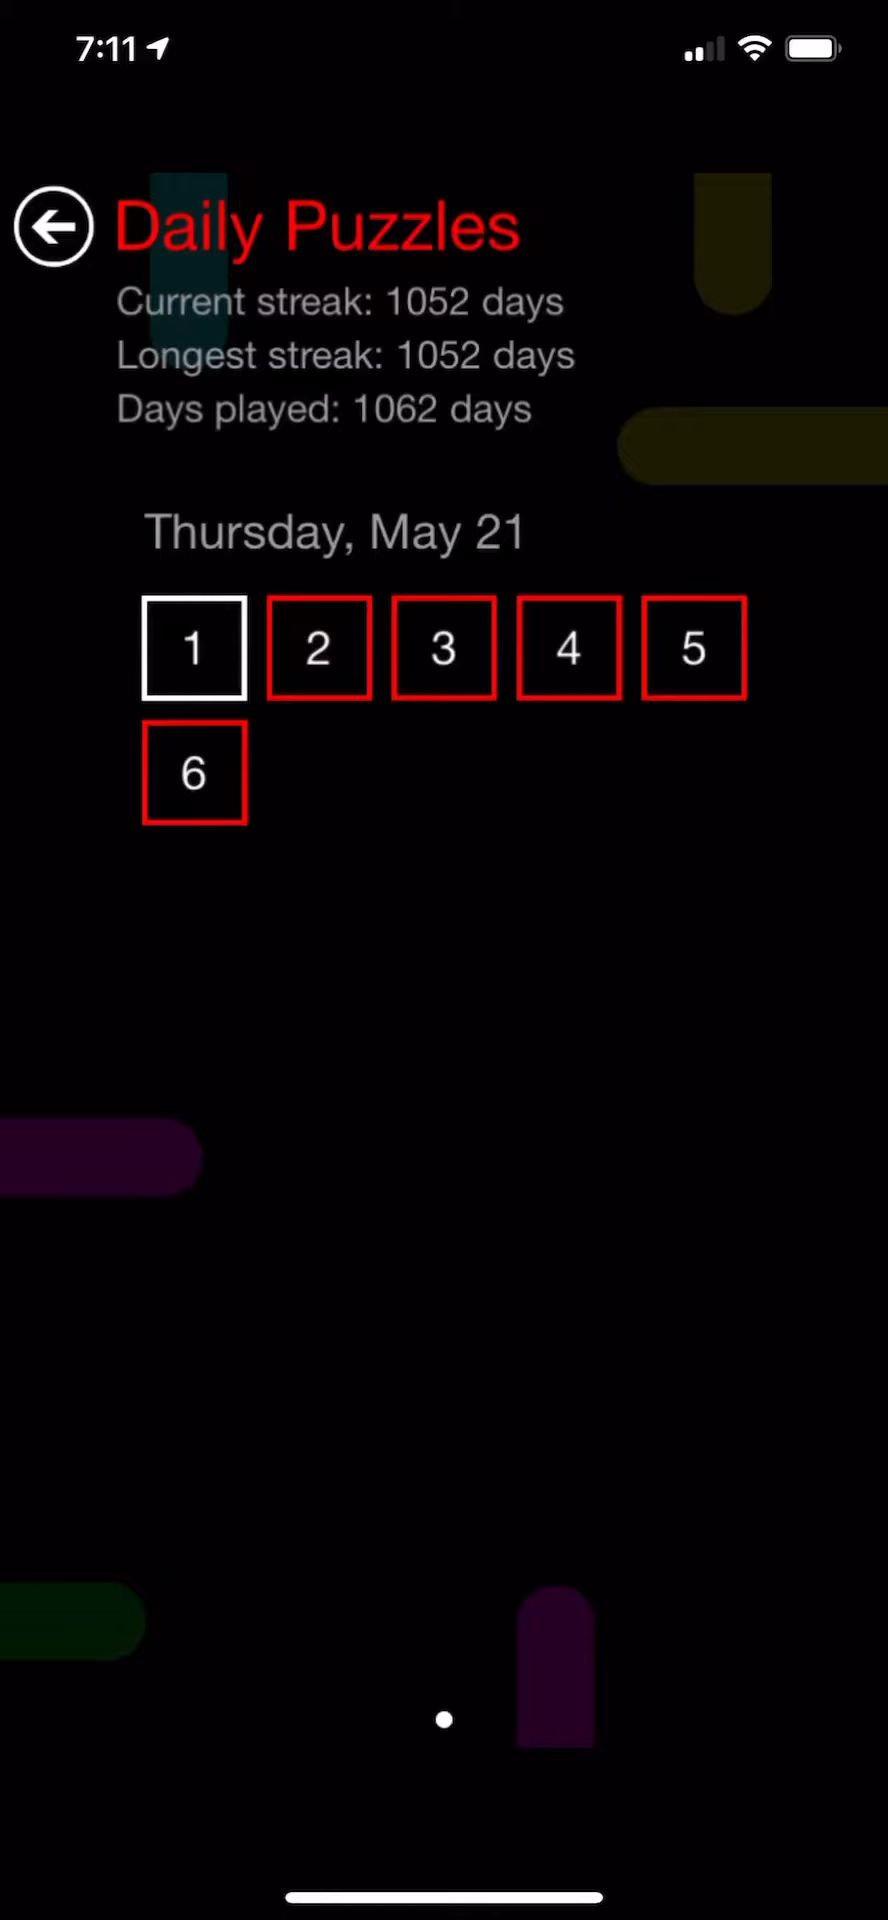 7:11
Daily Puzzles
Current streak: 1052 days
Longest streak: 1052 days
Days played: 1062 days
Thursday, May 21
1 2 3 4 5
6